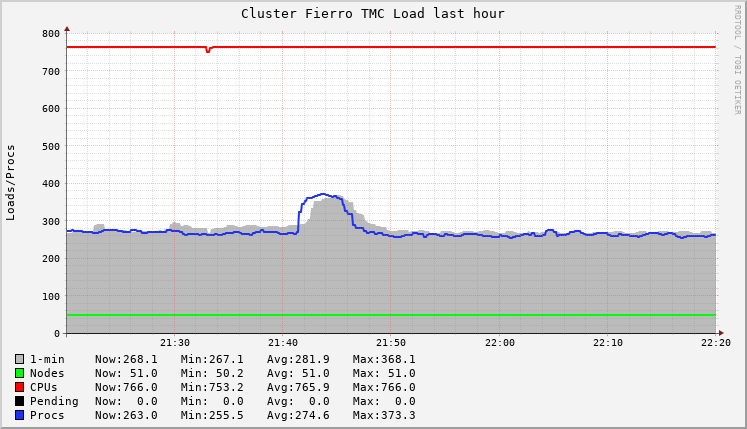 Cluster Fierro TMC Load last hour
RRDTOOL / TOBI OETIKER
Loads/Procs
800
700
600
500
400
300
200
100
0
21:30 21:40 21:50 22:00 22:10 22:20
1-min Now:268.1 Min:267.1 Avg:281.9 Max:368.1
Nodes Now: 51.0 Min: 50.2 Avg: 51.0 Max: 51.0
CPUs Now:766.0 Min:753.2 Avg:765.9 Max:766.0
Pending Now: 0.0 Min: 0.0 Avg: 0.0 Max: 0.0
Procs Now:263.0 Min:255.5 Avg:274.6 Max:373.3